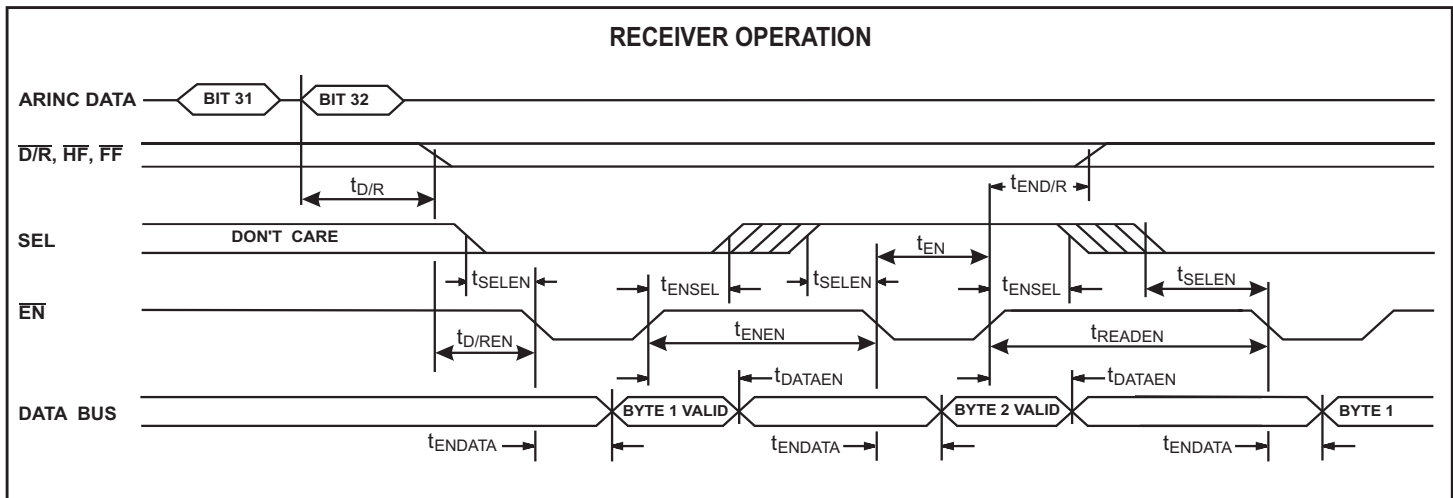 RECEIVER OPERATION
ARINC DATA
BIT 31
BIT 32
D/R, HF, FF
tD/R
tEND/R
SEL
DON'T CARE
tEN
tSELEN
tENSEL
tSELEN
tENSEL
tSELEN
EN
tD/REN
tENEN
tREADEN
tDATAEN
tDATAEN
DATA BUS
BYTE 1 VALID
BYTE 2 VALID
BYTE 1
tENDATA
tENDATA
tENDATA